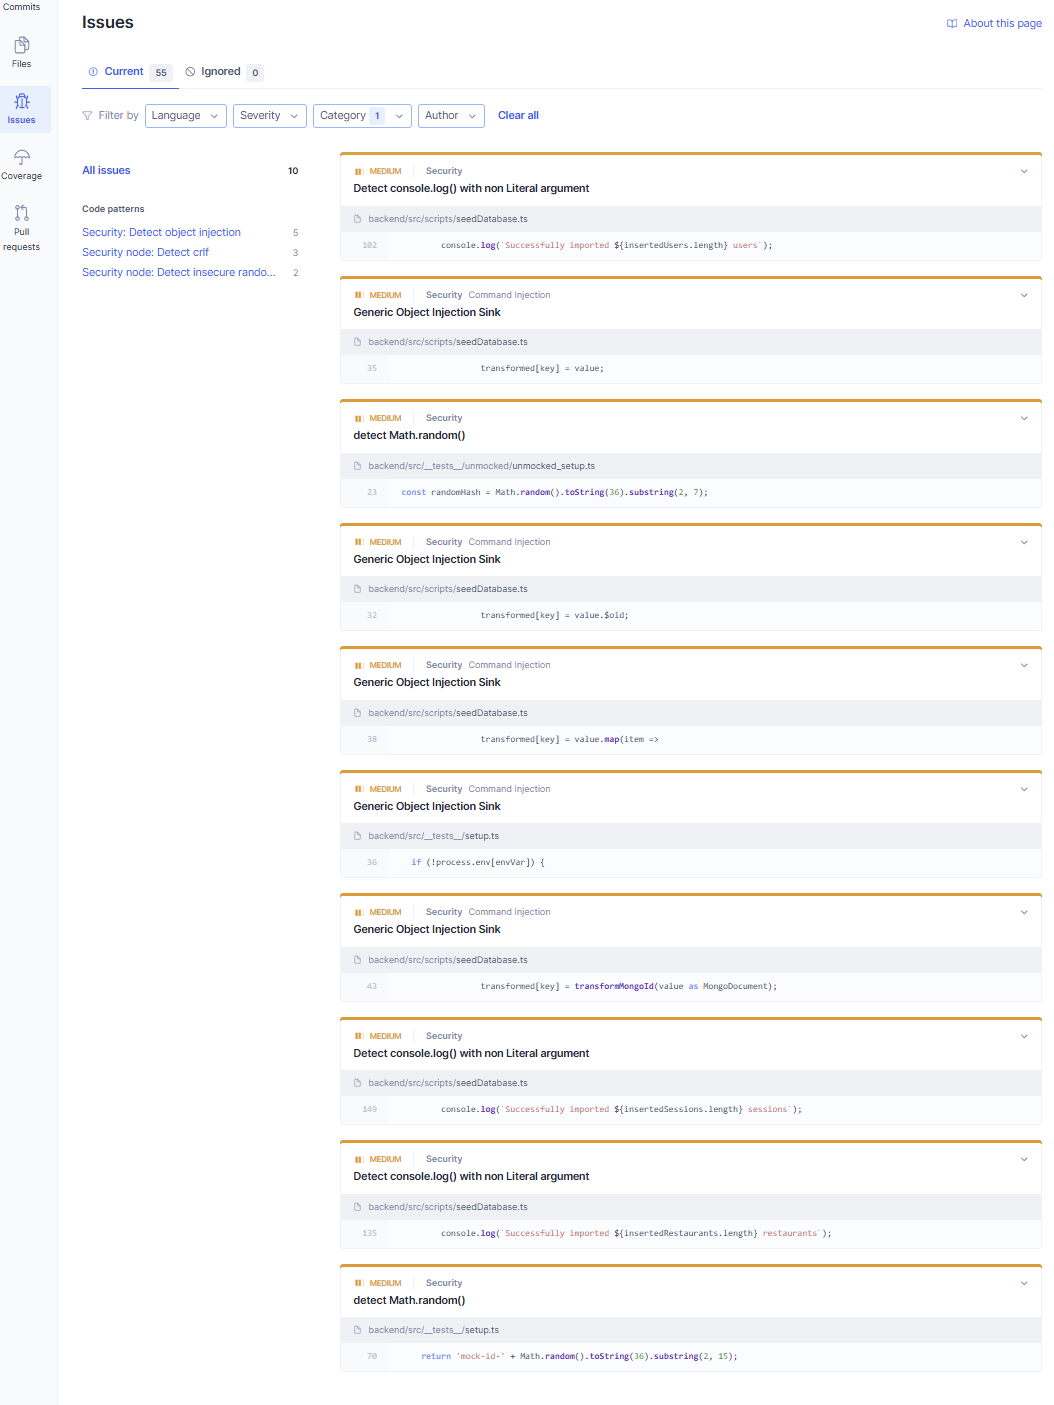 Commits
Files
Issues
Coverage
Pull
requests
Issues
About this page
Current 55 Ignored 0
Filter by Language Severity Category 1 Author Clear all
All issues 10
Code patterns
Security: Detect object injection 5
Security node: Detect crlf 3
Security node: Detect insecure rando... 2
MEDIUM Security
Detect console.log() with non Literal argument
backend/src/scripts/seedDatabase.ts
102 console.log(`Successfully imported ${insertedUsers.length} users`);
MEDIUM Security Command Injection
Generic Object Injection Sink
backend/src/scripts/seedDatabase.ts
35 transformed[key] = value;
MEDIUM Security
detect Math.random()
backend/src/__tests__/unmocked/unmocked_setup.ts
23 const randomHash = Math.random().toString(36).substring(2, 7);
MEDIUM Security Command Injection
Generic Object Injection Sink
backend/src/scripts/seedDatabase.ts
32 transformed[key] = value.$oid;
MEDIUM Security Command Injection
Generic Object Injection Sink
backend/src/scripts/seedDatabase.ts
38 transformed[key] = value.map(item =>
MEDIUM Security Command Injection
Generic Object Injection Sink
backend/src/__tests__/setup.ts
36 if (!process.env[envVar]) {
MEDIUM Security Command Injection
Generic Object Injection Sink
backend/src/scripts/seedDatabase.ts
43 transformed[key] = transformMongoId(value as MongoDocument);
MEDIUM Security
Detect console.log() with non Literal argument
backend/src/scripts/seedDatabase.ts
149 console.log(`Successfully imported ${insertedSessions.length} sessions`);
MEDIUM Security
Detect console.log() with non Literal argument
backend/src/scripts/seedDatabase.ts
135 console.log(`Successfully imported ${insertedRestaurants.length} restaurants`);
MEDIUM Security
detect Math.random()
backend/src/__tests__/setup.ts
70 return 'mock-id-' + Math.random().toString(36).substring(2, 15);